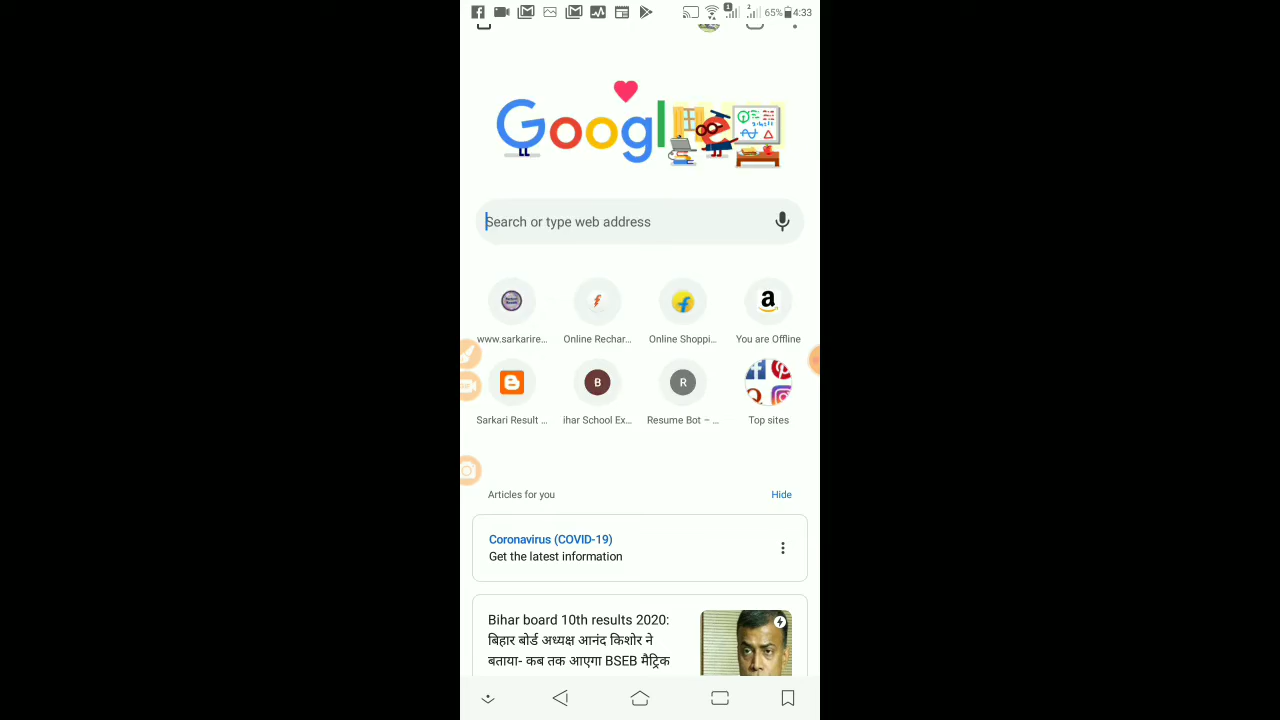 65% 4:33
Google
Search or type web address
www.sarkarire... Online Rechar... Online Shoppi... You are Offline
B R
Sarkari Result ... ihar School Ex... Resume Bot – ... Top sites
Articles for you Hide
Coronavirus (COVID-19)
Get the latest information
Bihar board 10th results 2020:
बिहार बोर्ड अध्यक्ष आनंद किशोर ने
बताया- कब तक आएगा BSEB मैट्रिक